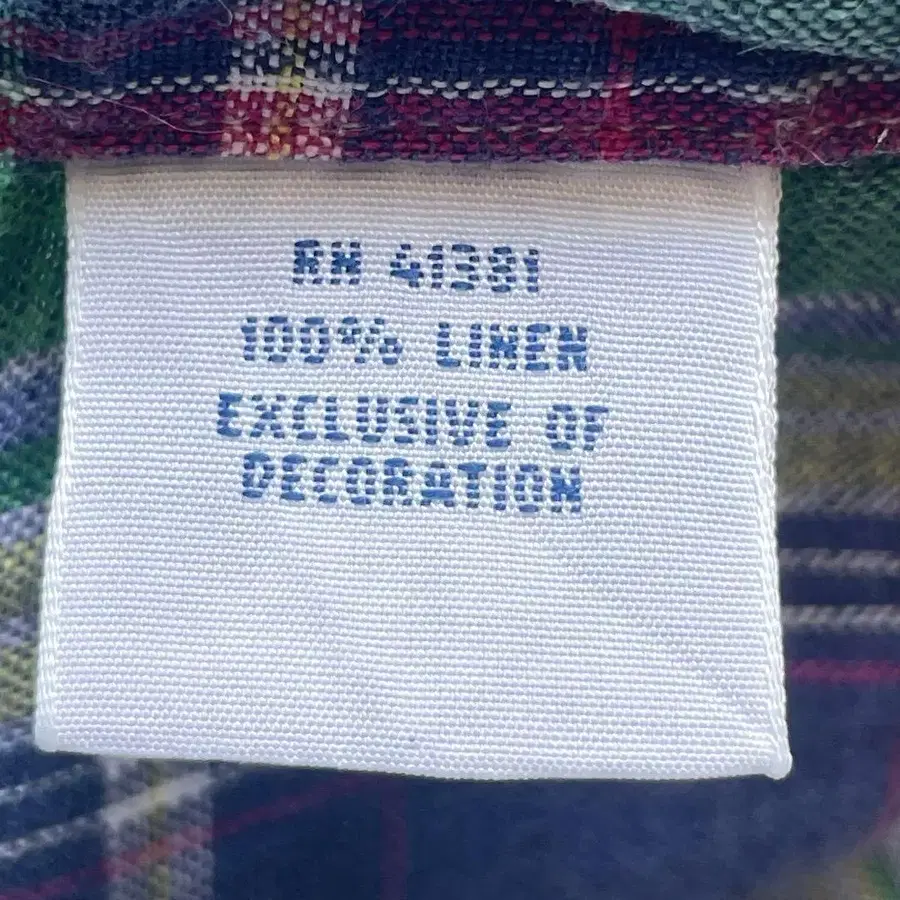 RN 41381
100% LINEN
EXCLUSIVE OF
DECORATION